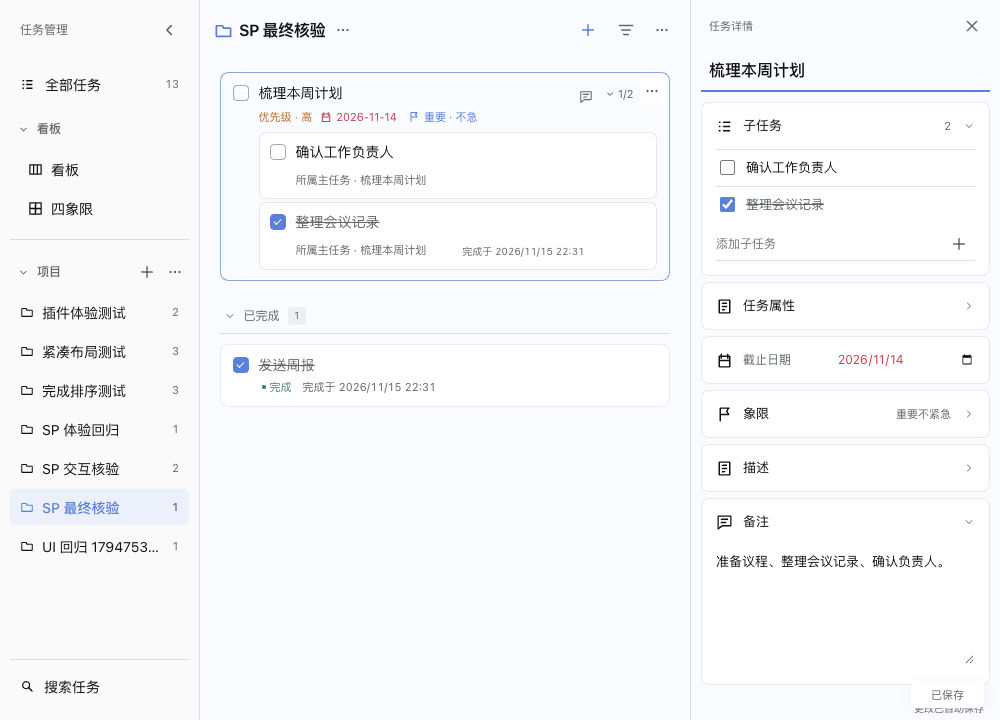 任务管理
全部任务 13
看板
看板
四象限
项目
插件体验测试 2
紧凑布局测试 3
完成排序测试 3
SP 体验回归 1
SP 交互核验 2
SP 最终核验 1
UI 回归 1794753... 1
搜索任务
SP 最终核验
梳理本周计划 1/2
优先级 · 高 2026-11-14 重要 · 不急
确认工作负责人
所属主任务 · 梳理本周计划
整理会议记录
所属主任务 · 梳理本周计划 完成于 2026/11/15 22:31
已完成 1
发送周报
完成 完成于 2026/11/15 22:31
任务详情
梳理本周计划
子任务 2
确认工作负责人
整理会议记录
添加子任务
任务属性
截止日期 2026/11/14
象限 重要不紧急
描述
备注
准备议程、整理会议记录、确认负责人。
已保存
更改已自动保存